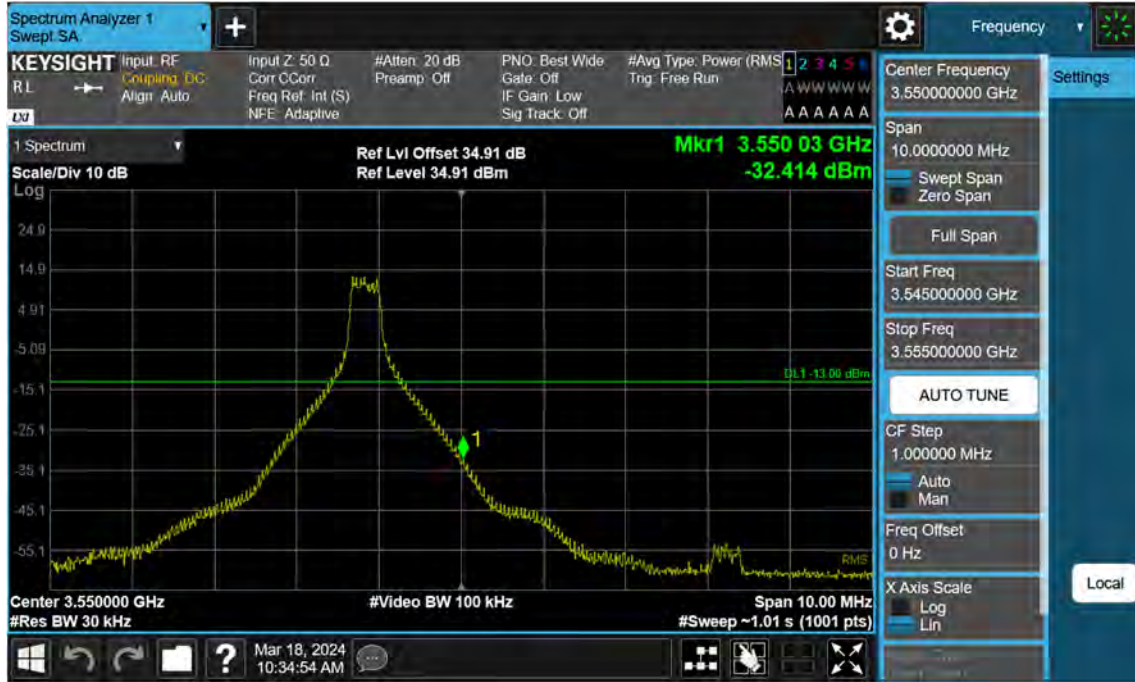 Spectrum Analyzer 1
Swept SA
+
Frequency
KEYSIGHT
RL
LXI
Input: RF
Coupling: DC
Align: Auto
Input Z: 50 Ω
Corr CCorr
Freq Ref: Int (S)
NFE: Adaptive
#Atten: 20 dB
Preamp: Off
PNO: Best Wide
Gate: Off
IF Gain: Low
Sig Track: Off
#Avg Type: Power (RMS
Trig: Free Run
1 2 3 4 5 6
A W W W W W
A A A A A A
1 Spectrum
Scale/Div 10 dB
Ref Lvl Offset 34.91 dB
Ref Level 34.91 dBm
Mkr1 3.550 03 GHz
-32.414 dBm
Log
24.9
14.9
4.91
-5.09
-15.1
-25.1
-35.1
-45.1
-55.1
DL1 -13.00 dBm
1
RMS
Center 3.550000 GHz
#Res BW 30 kHz
#Video BW 100 kHz
Span 10.00 MHz
#Sweep ~1.01 s (1001 pts)
?
Mar 18, 2024
10:34:54 AM
Center Frequency
3.550000000 GHz
Settings
Span
10.0000000 MHz
Swept Span
Zero Span
Full Span
Start Freq
3.545000000 GHz
Stop Freq
3.555000000 GHz
AUTO TUNE
CF Step
1.000000 MHz
Auto
Man
Freq Offset
0 Hz
X Axis Scale
Log
Lin
Local